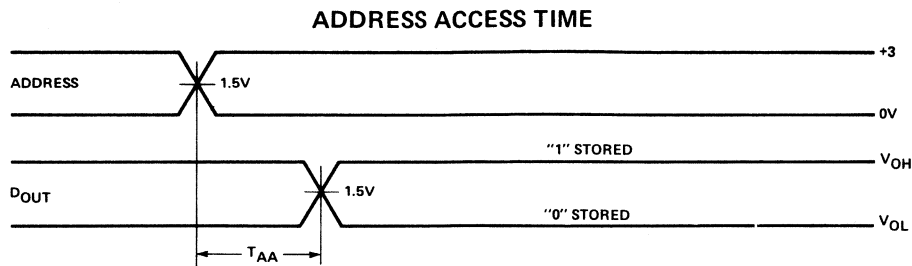 ADDRESS ACCESS TIME
+3
ADDRESS
1.5V
0V
"1" STORED
VOH
DOUT
1.5V
"0" STORED
VOL
TAA